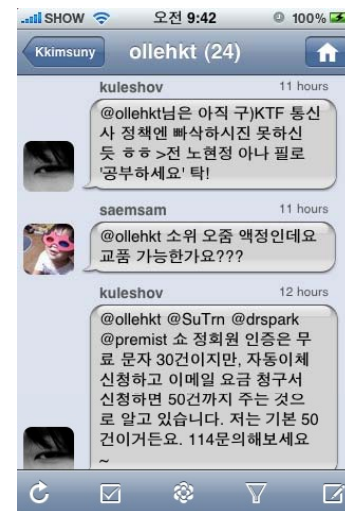 SHOW 오전 9:42 100%
Kkimsuny ollehkt (24)
kuleshov 11 hours
@ollehkt님은 아직 구)KTF 통신
사 정책엔 빠삭하시진 못하신
듯 ㅎㅎ >전 노현정 아나 필로
'공부하세요' 탁!
saemsam 11 hours
@ollehkt 소위 오줌 액정인데요
교품 가능한가요???
kuleshov 12 hours
@ollehkt @SuTrn @drspark
@premist 쇼 정회원 인증은 무
료 문자 30건이지만, 자동이체
신청하고 이메일 요금 청구서
신청하면 50건까지 주는 것으
로 알고 있습니다. 저는 기본 50
건이거든요. 114문의해보세요
~